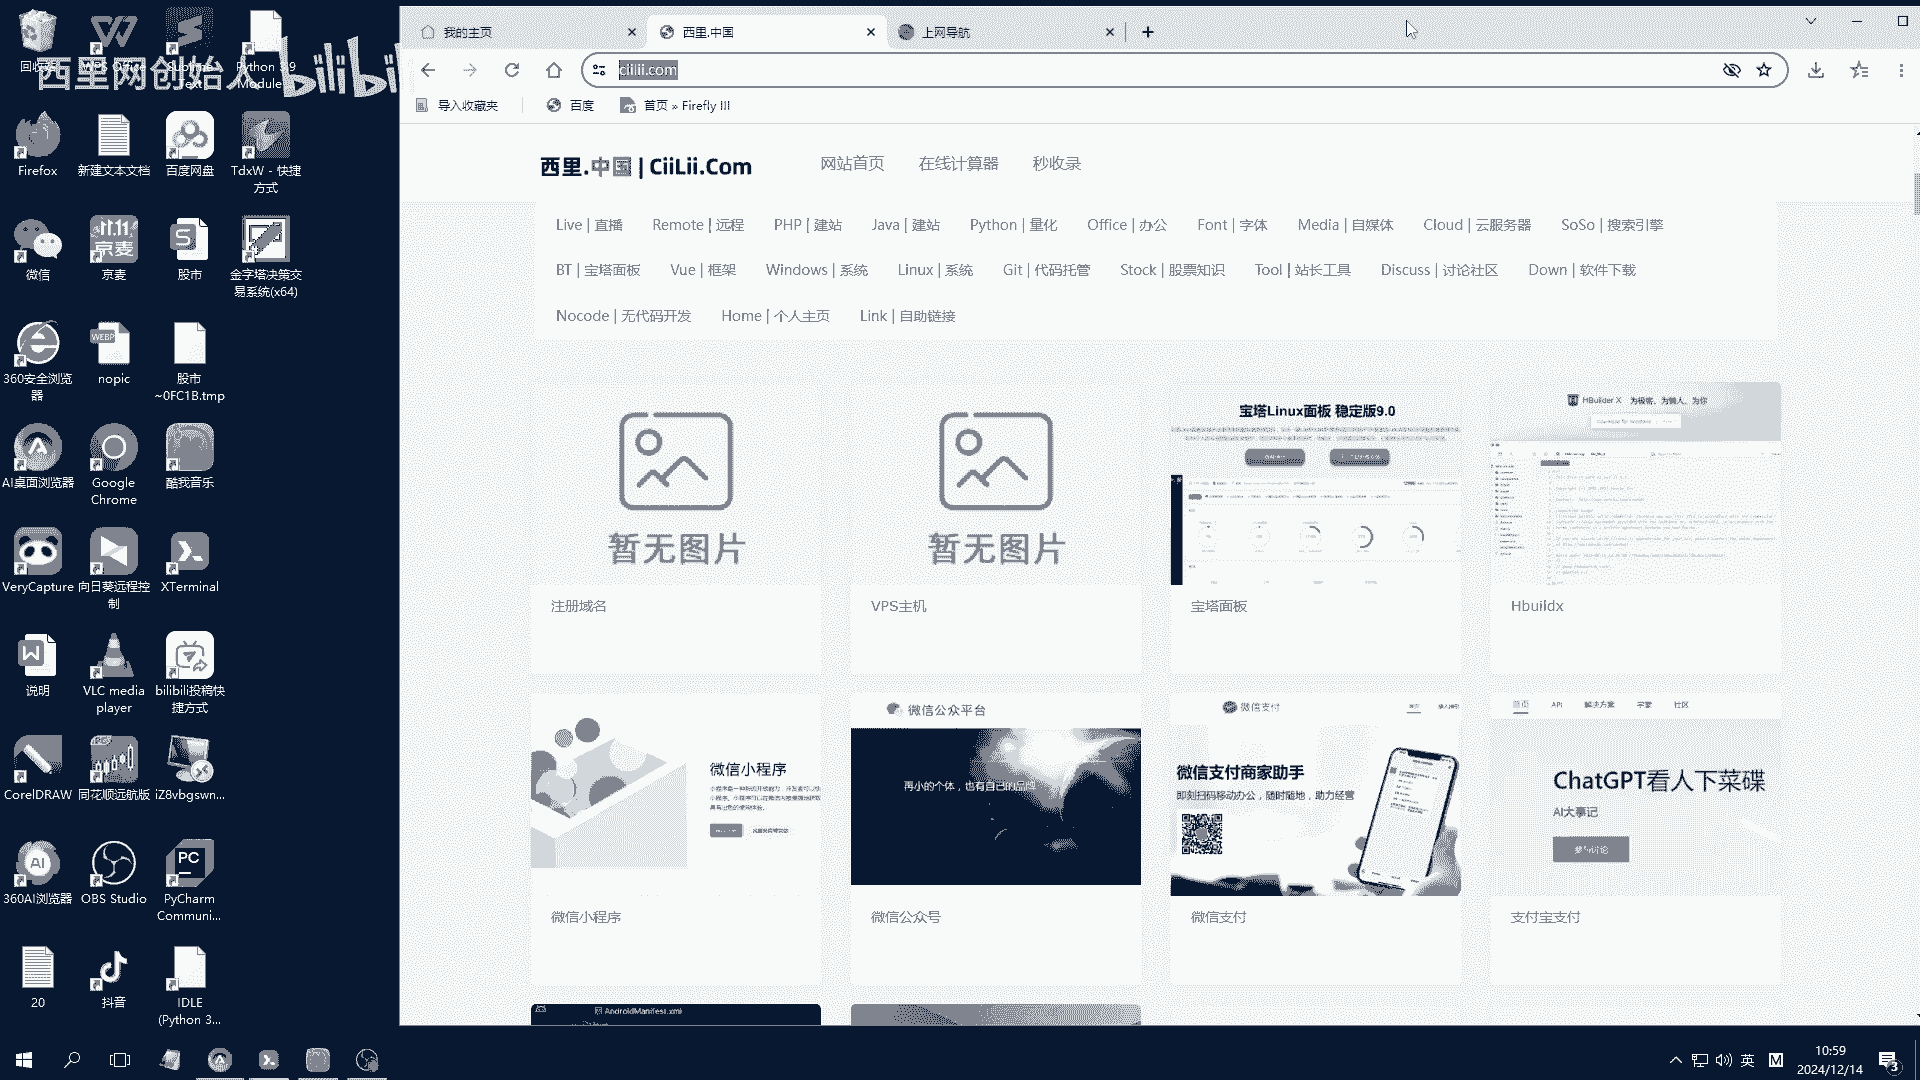 回收站
WPS Office
Sublime Text
Python 3.9 Module...
西里网创始人 bilibili
Firefox
新建文本文档
百度网盘
TdxW - 快捷方式
微信
11.11
京麦
京麦
股市
金字塔决策交易系统(x64)
360安全浏览器
WEBP
nopic
股市~0FC1B.tmp
AI桌面浏览器
Google Chrome
酷我音乐
VeryCapture
向日葵远程控制
XTerminal
说明
VLC media player
bilibili投稿快捷方式
CorelDRAW
同花顺远航版
iZ8vbgswn...
360AI浏览器
OBS Studio
PyCharm Communi...
20
抖音
IDLE (Python 3...
我的主页
西里.中国
上网导航
ciilii.com
导入收藏夹
百度
首页 » Firefly III
西里.中国 | CiiLii.Com
网站首页 在线计算器 秒收录
Live | 直播 Remote | 远程 PHP | 建站 Java | 建站 Python | 量化 Office | 办公 Font | 字体 Media | 自媒体 Cloud | 云服务器 SoSo | 搜索引擎
BT | 宝塔面板 Vue | 框架 Windows | 系统 Linux | 系统 Git | 代码托管 Stock | 股票知识 Tool | 站长工具 Discuss | 讨论社区 Down | 软件下载
Nocode | 无代码开发 Home | 个人主页 Link | 自助链接
暂无图片
注册域名
暂无图片
VPS主机
宝塔Linux面板 稳定版9.0
宝塔面板
HBuilder X 为极客、为懒人、为你
Hbuildx
微信小程序
微信小程序
微信公众平台
再小的个体，也有自己的品牌
微信公众号
微信支付
微信支付商家助手
即刻扫码移动办公，随时随地，助力经营
微信支付
首页 API 解决方案 学堂 社区
ChatGPT看人下菜碟
AI大事记
参与讨论
支付宝支付
AndroidManifest.xml
英
M
10:59
2024/12/14
3